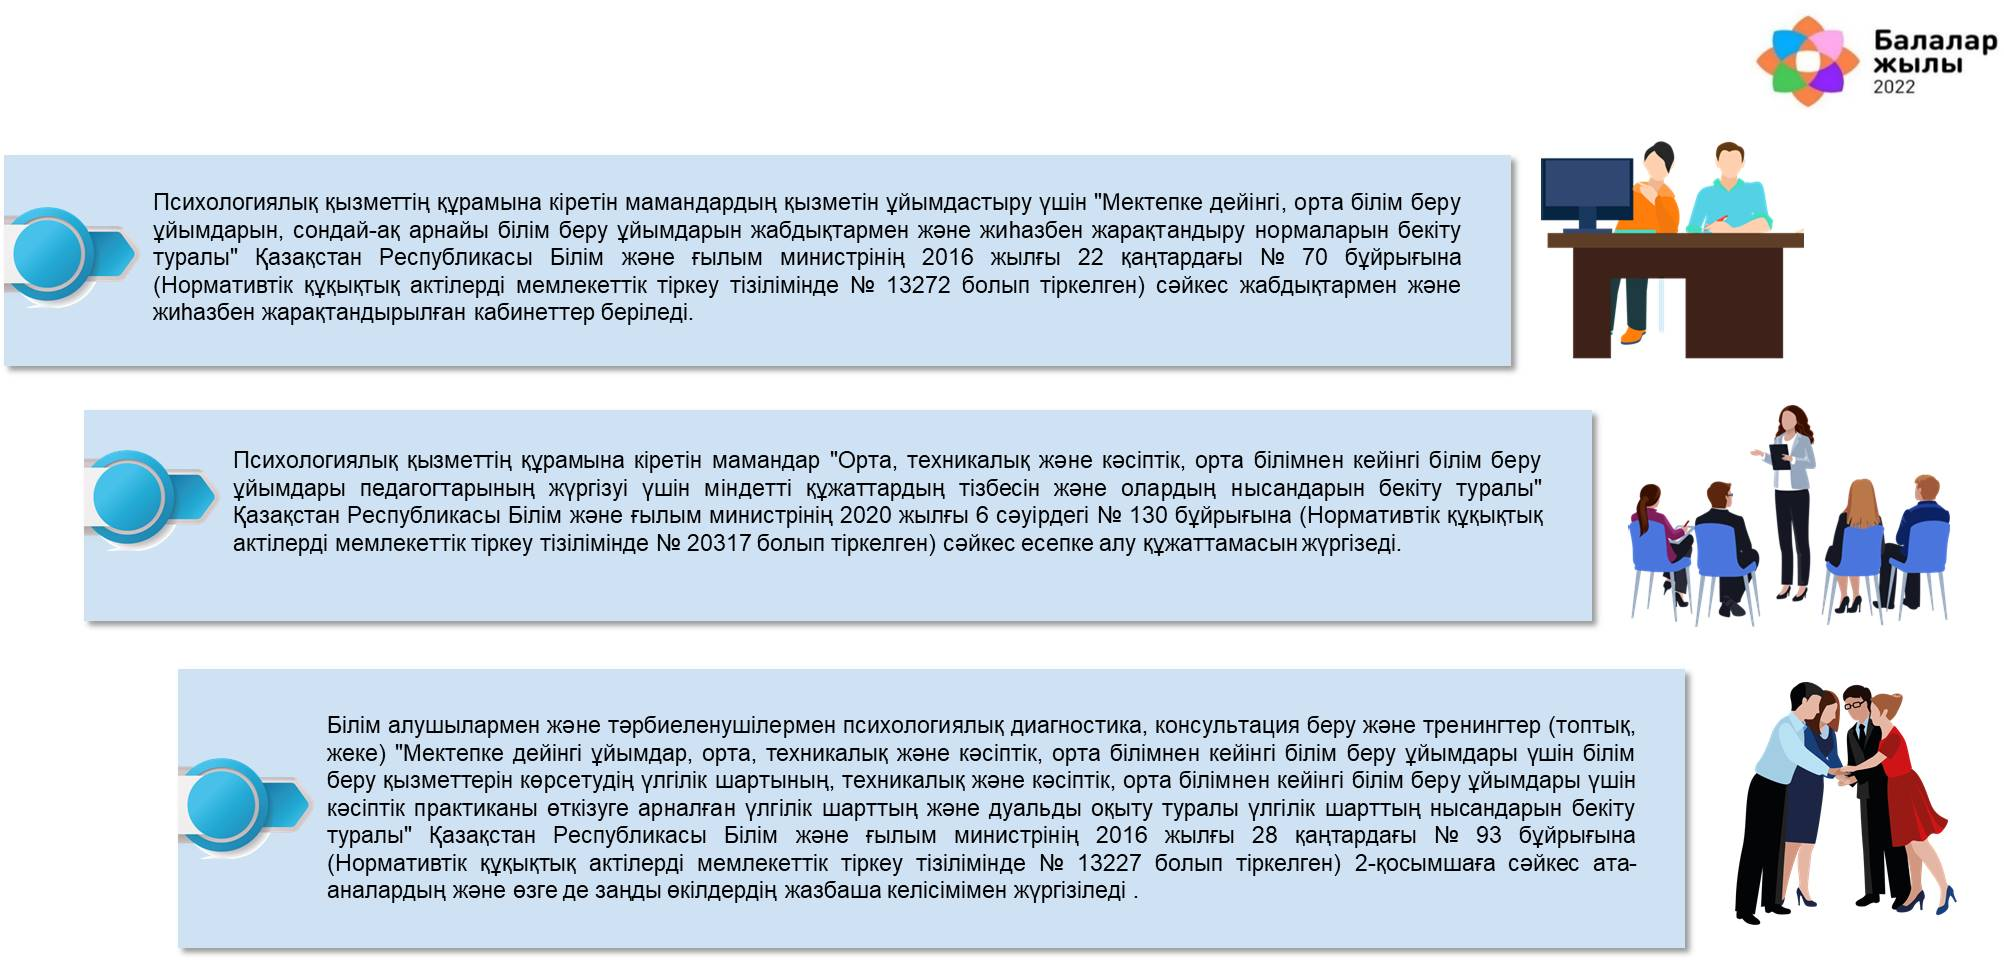 Балалар
жылы
2022
Психологиялық қызметтің құрамына кіретін мамандардың қызметін ұйымдастыру үшін "Мектепке дейінгі, орта білім беру
ұйымдарын, сондай-ақ арнайы білім беру ұйымдарын жабдықтармен және жиһазбен жарақтандыру нормаларын бекіту
туралы" Қазақстан Республикасы Білім және ғылым министрінің 2016 жылғы 22 қаңтардағы № 70 бұйрығына
(Нормативтік құқықтық актілерді мемлекеттік тіркеу тізілімінде № 13272 болып тіркелген) сәйкес жабдықтармен және
жиһазбен жарақтандырылған кабинеттер беріледі.
Психологиялық қызметтің құрамына кіретін мамандар "Орта, техникалық және кәсіптік, орта білімнен кейінгі білім беру
ұйымдары педагогтарының жүргізуі үшін міндетті құжаттардың тізбесін және олардың нысандарын бекіту туралы"
Қазақстан Республикасы Білім және ғылым министрінің 2020 жылғы 6 сәуірдегі № 130 бұйрығына (Нормативтік құқықтық
актілерді мемлекеттік тіркеу тізілімінде № 20317 болып тіркелген) сәйкес есепке алу құжаттамасын жүргізеді.
Білім алушылармен және тәрбиеленушілермен психологиялық диагностика, консультация беру және тренингтер (топтық,
жеке) "Мектепке дейінгі ұйымдар, орта, техникалық және кәсіптік, орта білімнен кейінгі білім беру ұйымдары үшін білім
беру қызметтерін көрсетудің үлгілік шартының, техникалық және кәсіптік, орта білімнен кейінгі білім беру ұйымдары үшін
кәсіптік практиканы өткізуге арналған үлгілік шарттың және дуальды оқыту туралы үлгілік шарттың нысандарын бекіту
туралы" Қазақстан Республикасы Білім және ғылым министрінің 2016 жылғы 28 қаңтардағы № 93 бұйрығына
(Нормативтік құқықтық актілерді мемлекеттік тіркеу тізілімінде № 13227 болып тіркелген) 2-қосымшаға сәйкес ата-
аналардың және өзге де заңды өкілдердің жазбаша келісімімен жүргізіледі .